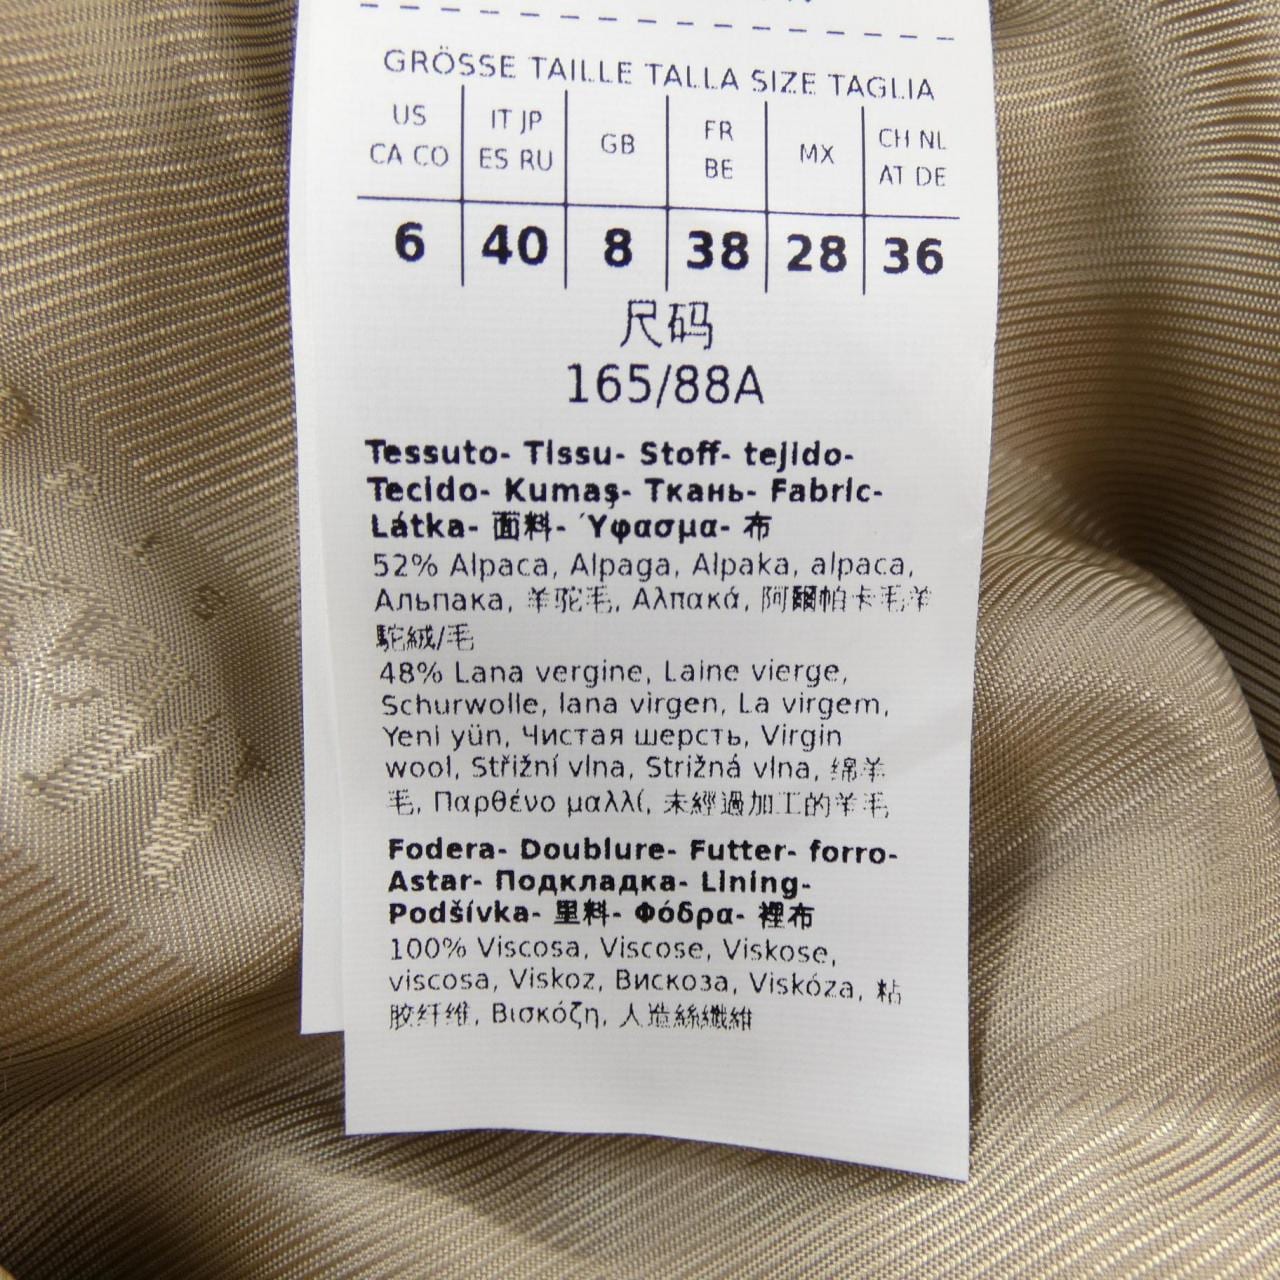 GRÖSSE TAILLE TALLA SIZE TAGLIA
US CA CO | IT JP ES RU | GB | FR BE | MX | CH NL AT DE
6 | 40 | 8 | 38 | 28 | 36
尺码
165/88A
Tessuto- Tissu- Stoff- tejido-
Tecido- Kumaş- Ткань- Fabric-
Látka- 面料- Ύφασμα- 布
52% Alpaca, Alpaga, Alpaka, alpaca,
Альпака, 羊驼毛, Αλπακά, 阿爾帕卡毛羊
駝絨/毛
48% Lana vergine, Laine vierge,
Schurwolle, lana virgen, La virgem,
Yeni yün, Чистая шерсть, Virgin
wool, Střižní vlna, Strižná vlna, 绵羊
毛, Παρθένο μαλλί, 未經過加工的羊毛
Fodera- Doublure- Futter- forro-
Astar- Подкладка- Lining-
Podšívka- 里料- Φόδρα- 裡布
100% Viscosa, Viscose, Viskose,
viscosa, Viskoz, Вискоза, Viskóza, 粘
胶纤维, Βισκόζη, 人造絲纖維